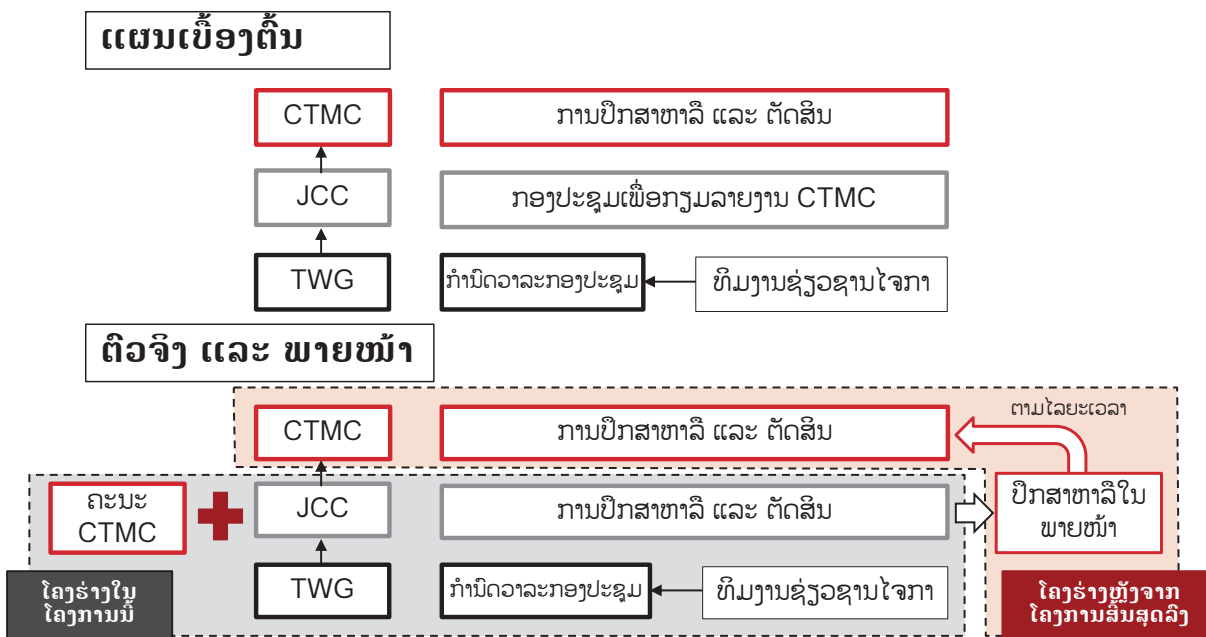 ແຜນເບື້ອງຕົ້ນ
CTMC
ການປຶກສາຫາລື ແລະ ຕັດສິນ
JCC
ກອງປະຊຸມເພື່ອກຽມລາຍງານ CTMC
TWG
ກຳນົດວາລະກອງປະຊຸມ
ທີມງານຊ່ຽວຊານໄຈກາ
ຕົວຈິງ ແລະ ພາຍໜ້າ
ຕາມໄລຍະເວລາ
CTMC
ການປຶກສາຫາລື ແລະ ຕັດສິນ
ຄະນະ
CTMC
JCC
ການປຶກສາຫາລື ແລະ ຕັດສິນ
ປຶກສາຫາລືໃນ
ພາຍໜ້າ
TWG
ກຳນົດວາລະກອງປະຊຸມ
ທີມງານຊ່ຽວຊານໄຈກາ
ໂຄງຮ່າງໃນ
ໂຄງການນີ້
ໂຄງຮ່າງຫຼັງຈາກ
ໂຄງການສິ້ນສຸດລົງ